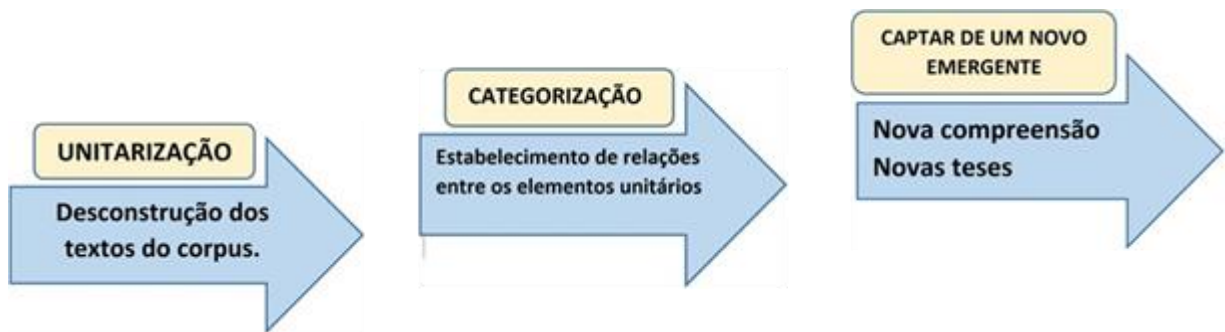 UNITARIZAÇÃO
Desconstrução dos
textos do corpus.
CATEGORIZAÇÃO
Estabelecimento de relações
entre os elementos unitários
CAPTAR DE UM NOVO
EMERGENTE
Nova compreensão
Novas teses